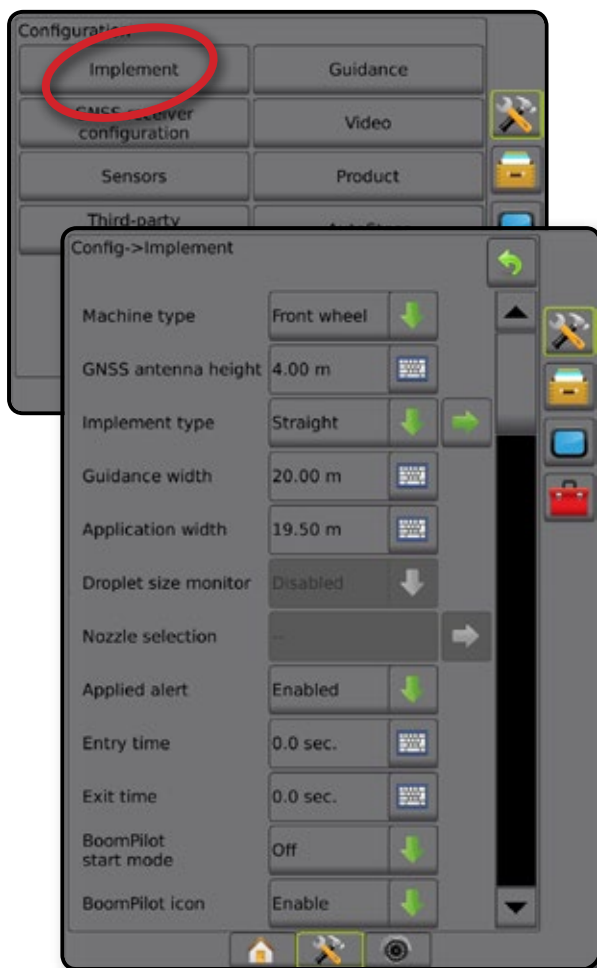 Configuration
Implement
Guidance
GNSS receiver
configuration
Video
Sensors
Product
Third-party
Config->Implement
Machine type
Front wheel
GNSS antenna height
4.00 m
Implement type
Straight
Guidance width
20.00 m
Application width
19.50 m
Droplet size monitor
Disabled
Nozzle selection
--
Applied alert
Enabled
Entry time
0.0 sec.
Exit time
0.0 sec.
BoomPilot
start mode
Off
BoomPilot icon
Enable